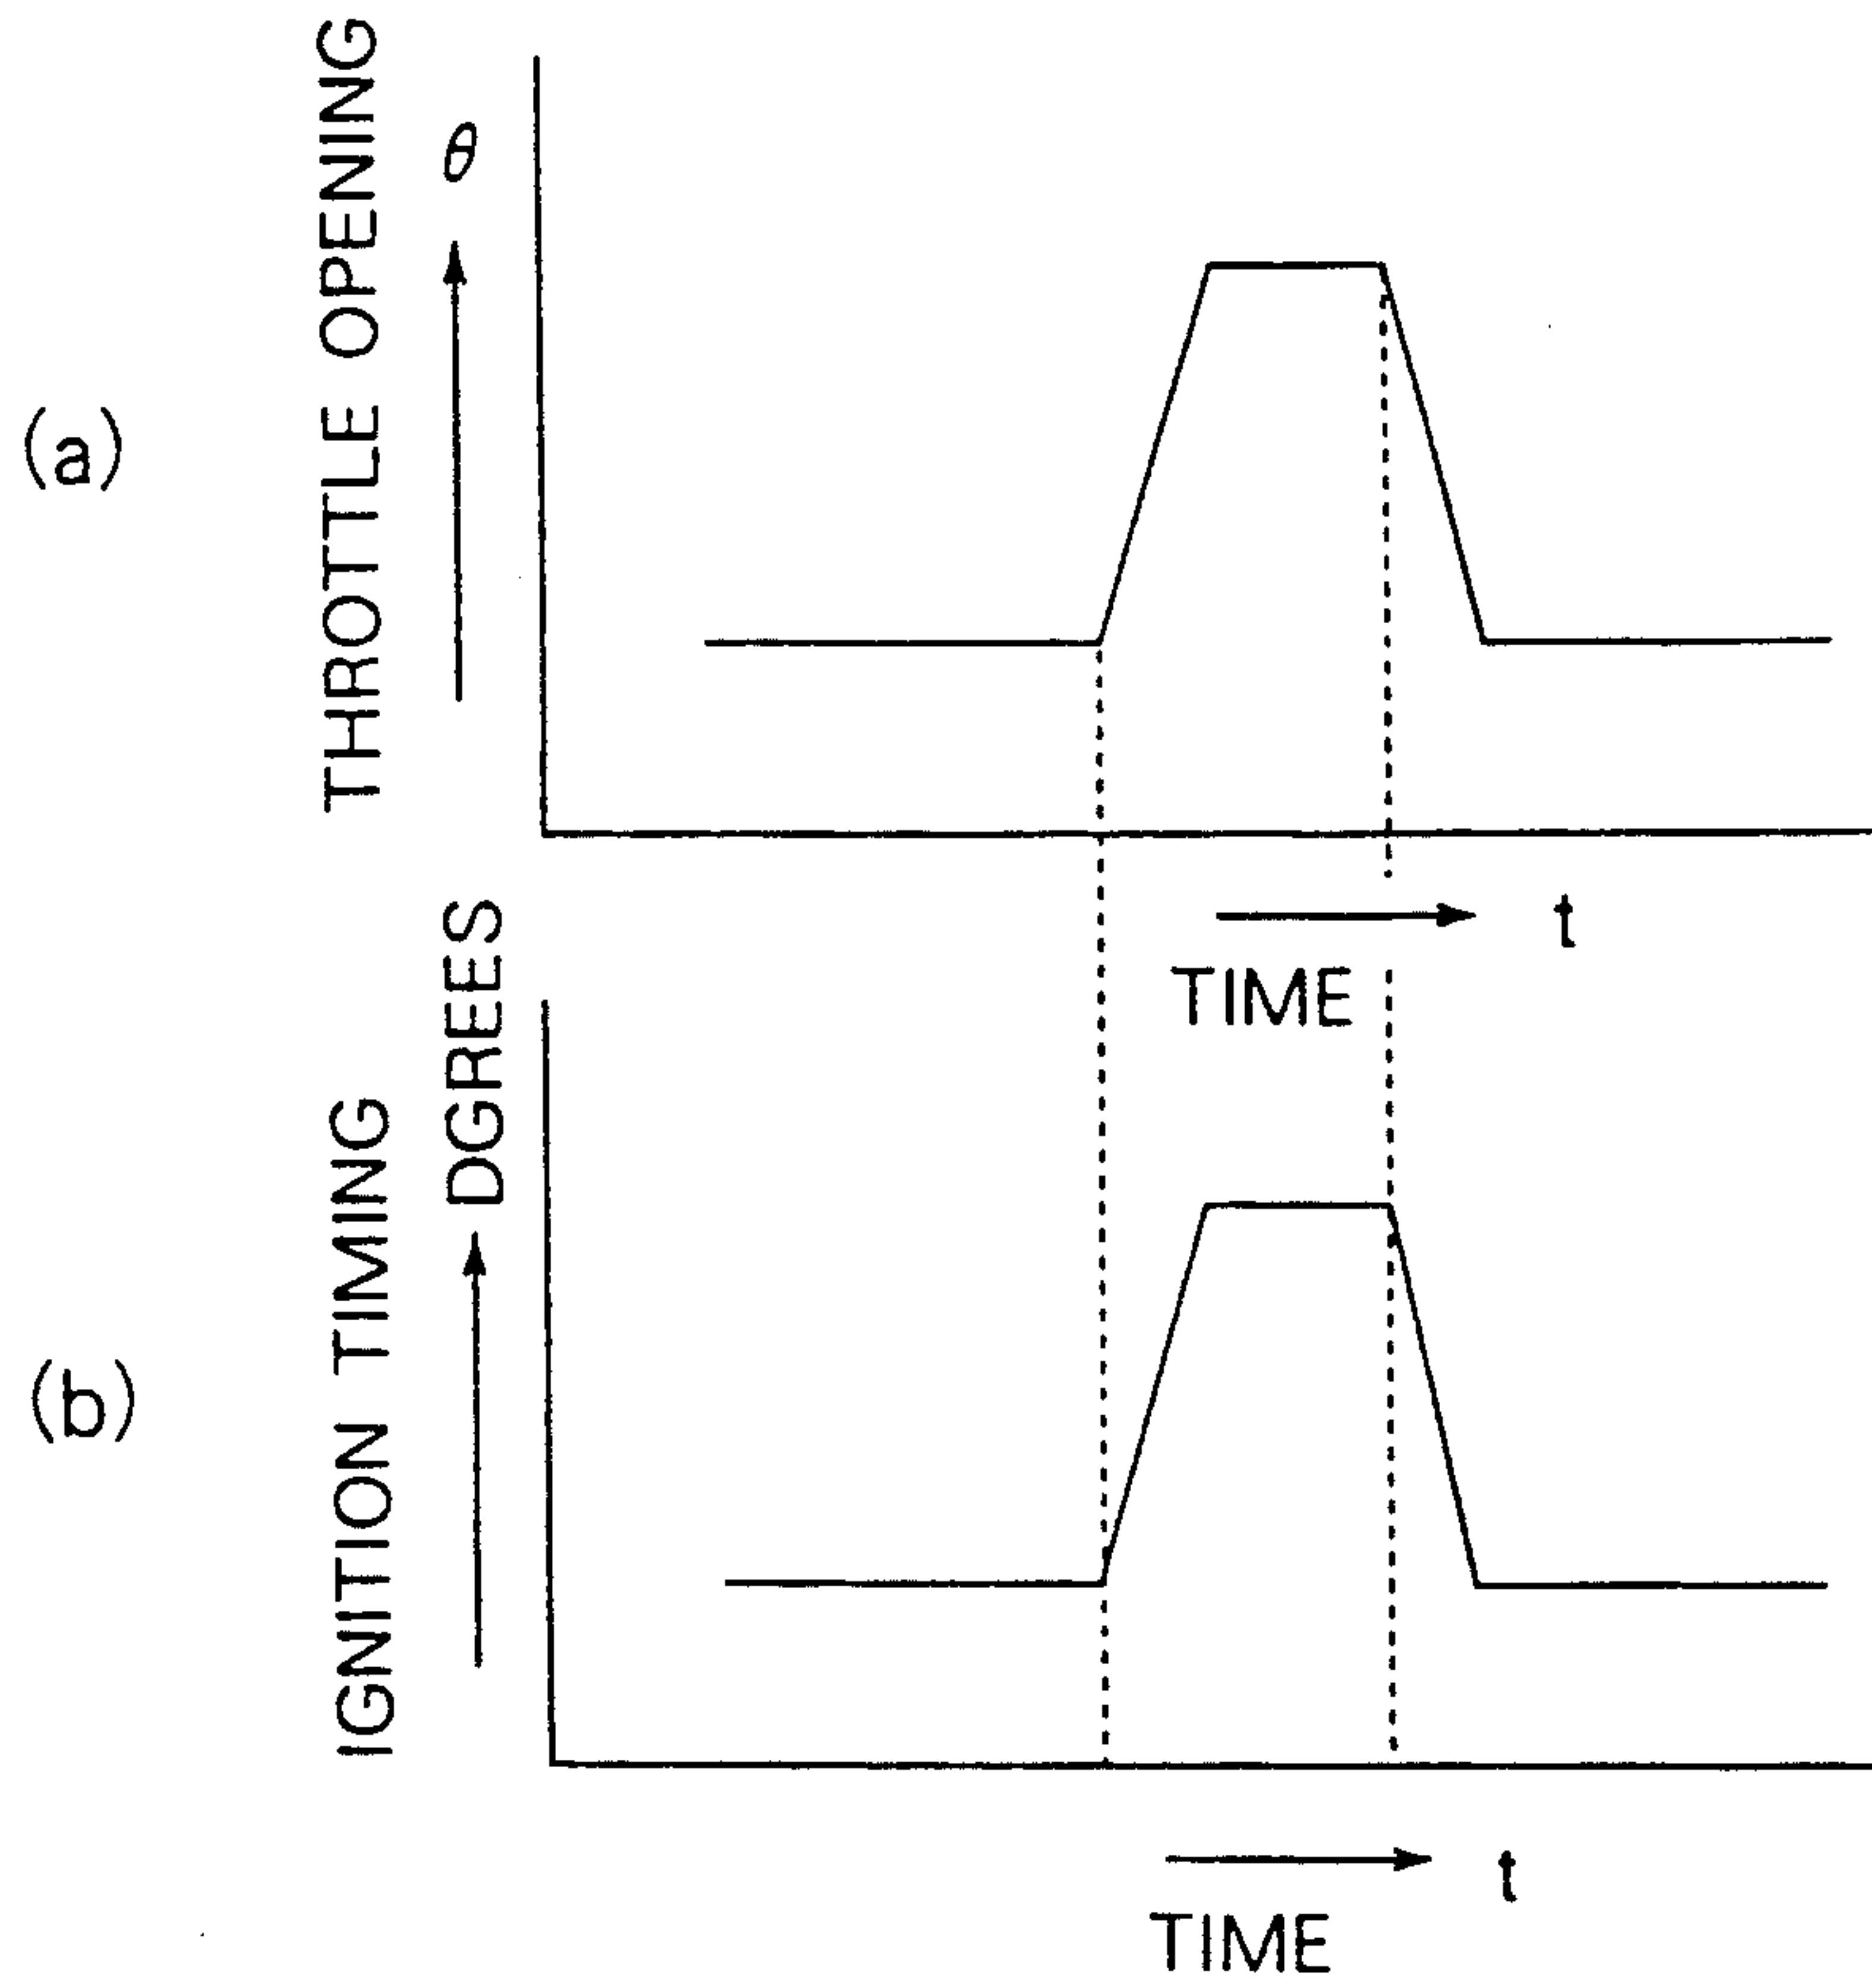 (a)
THROTTLE OPENING
θ
t
TIME
(b)
IGNITION TIMING
DGREES
t
TIME